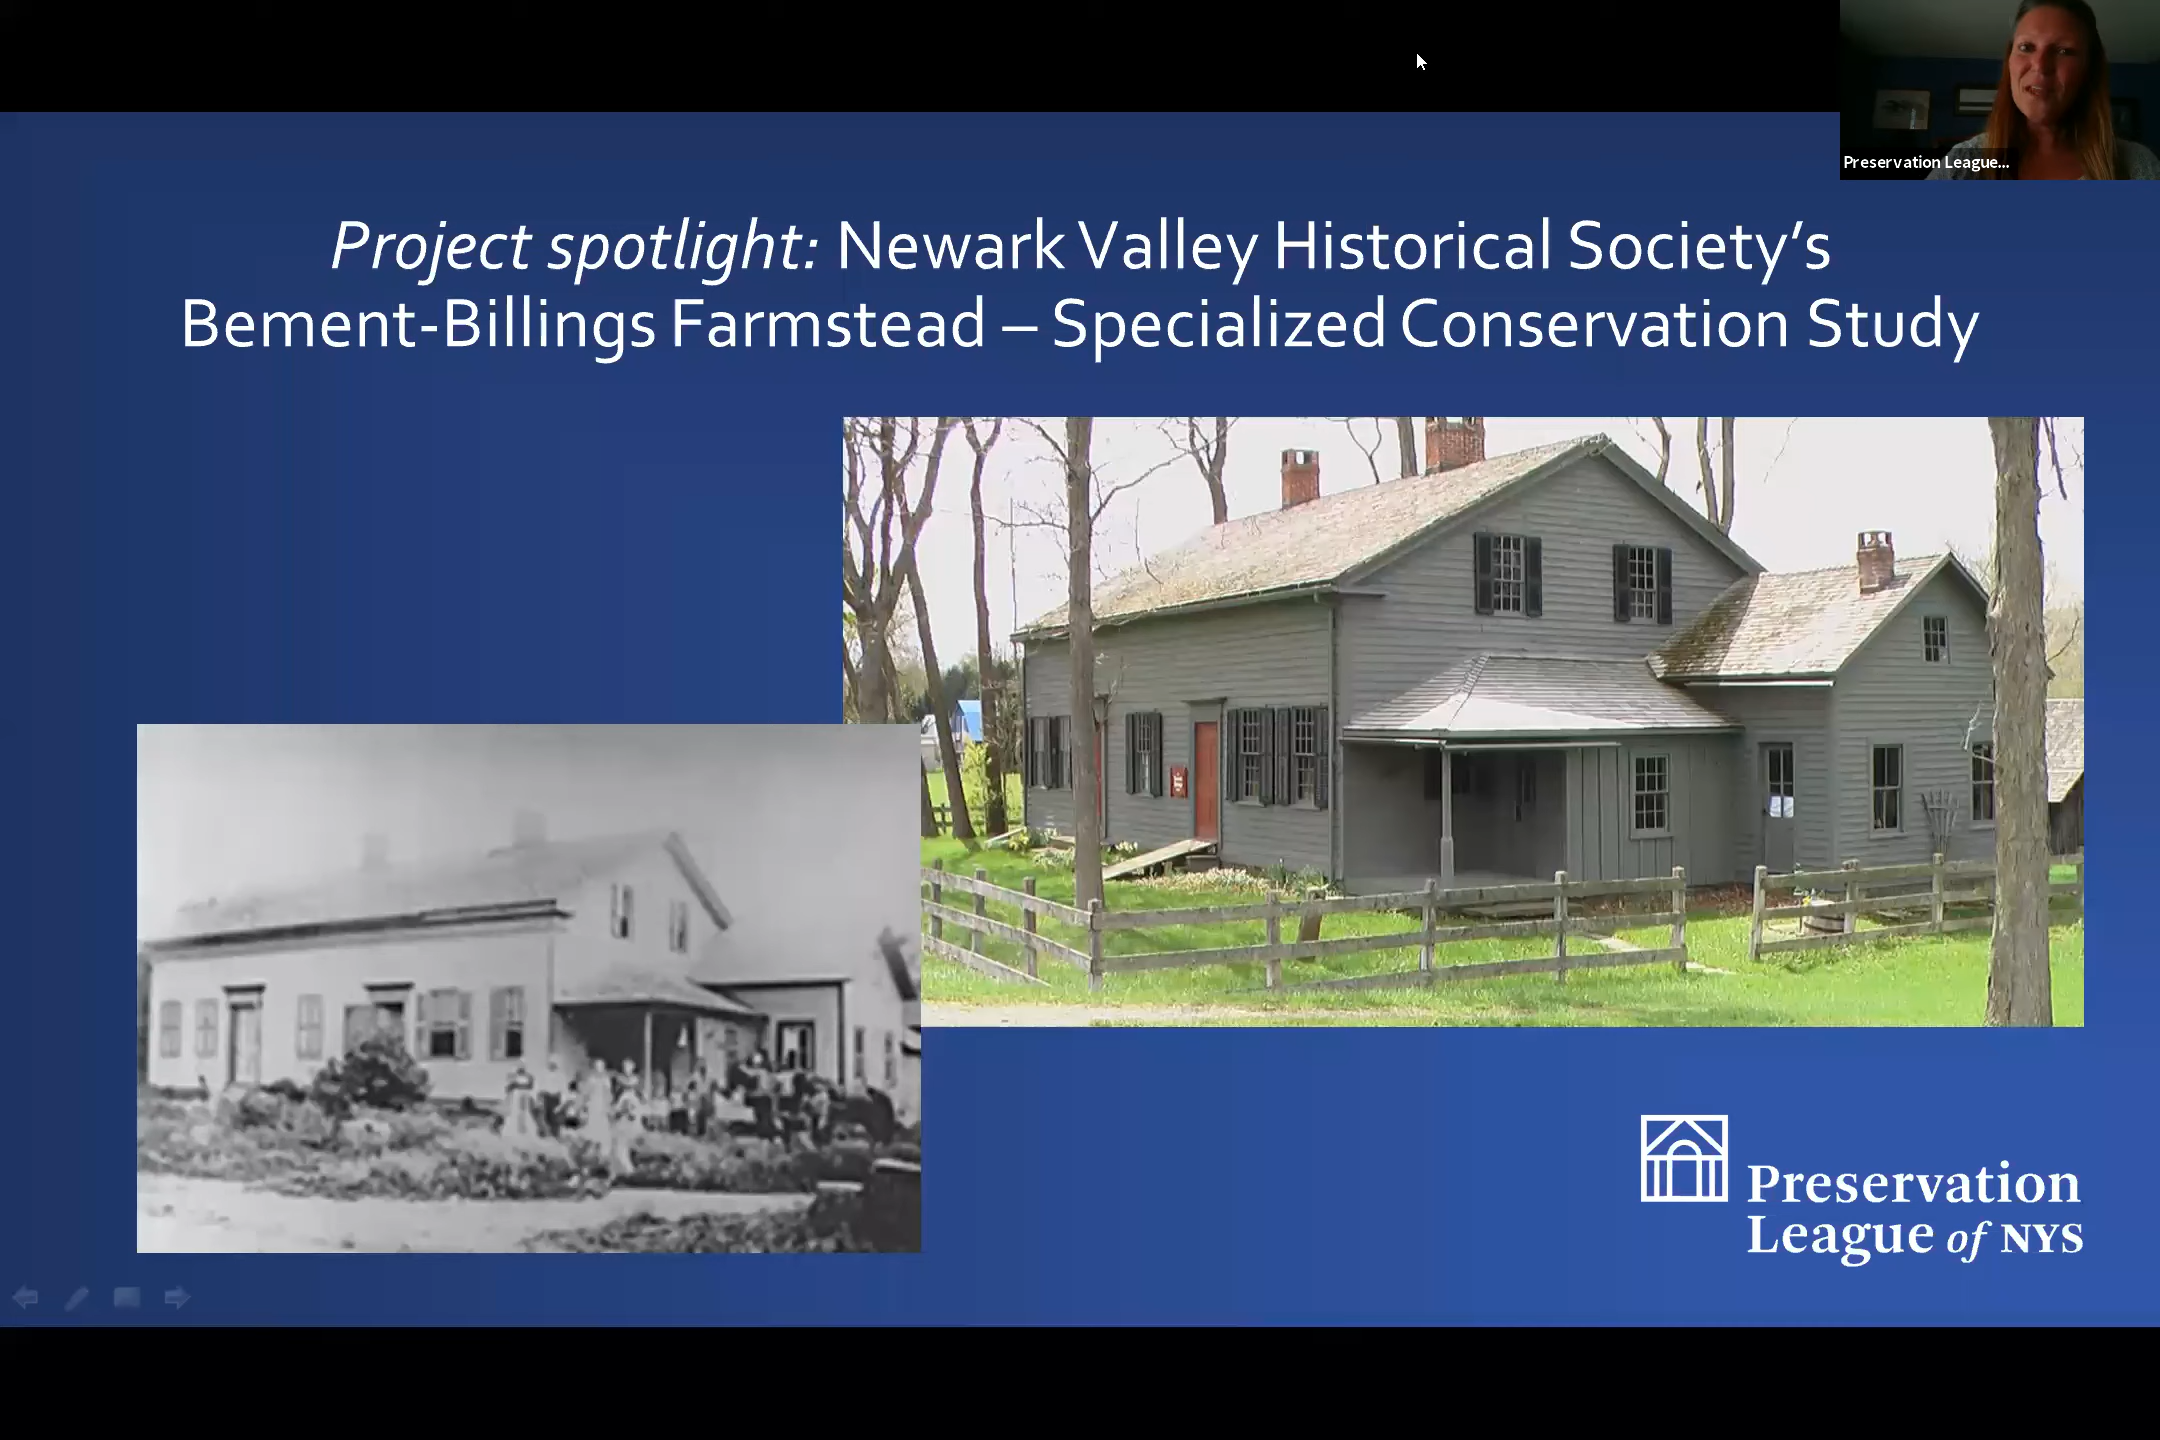 Preservation League...
Project spotlight: Newark Valley Historical Society’s
Bement-Billings Farmstead – Specialized Conservation Study
Preservation
League of NYS